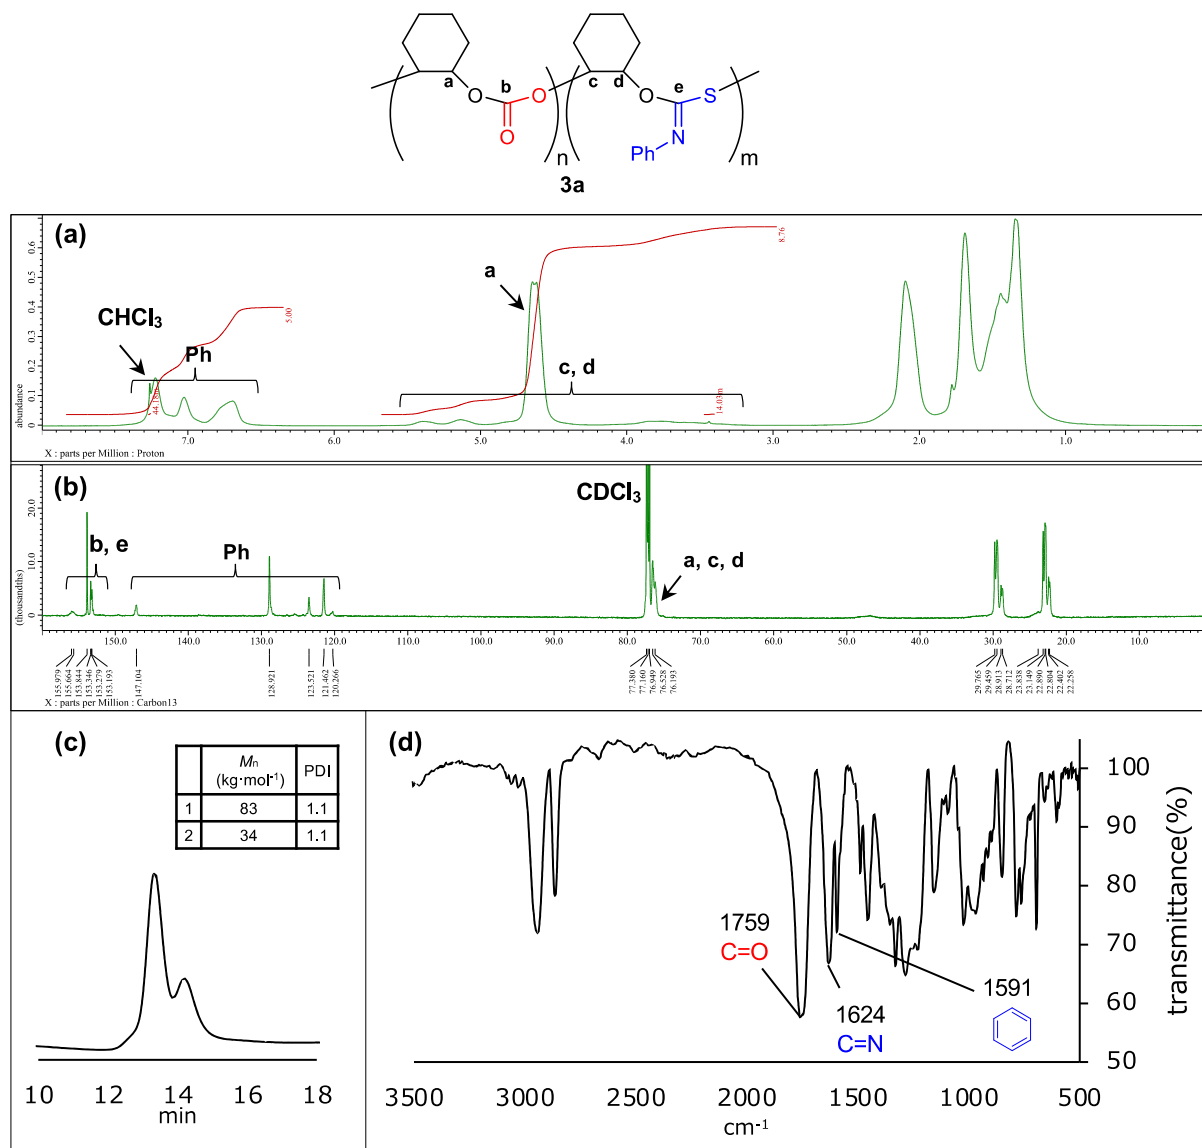 a
b
c
d
e
O
O
O
O
S
N
Ph
n
m
3a
(a)
CHCl3
Ph
a
c, d
5.00
8.76
44.18m
14.03m
abundance
0.6
0.5
0.4
0.3
0.2
0.1
0
7.0 6.0 5.0 4.0 3.0 2.0 1.0
X : parts per Million : Proton
(b)
b, e
Ph
CDCl3
a, c, d
(thousandths)
20.0
10.0
0
150.0 140.0 130.0 120.0 110.0 100.0 90.0 80.0 70.0 60.0 50.0 40.0 30.0 20.0 10.0
155.979
155.664
153.844
153.346
153.279
153.193
147.104
128.921
123.521
121.462
120.266
77.380
77.160
76.949
76.528
76.193
29.765
29.459
28.913
28.712
23.838
23.149
22.890
22.804
22.402
22.258
X : parts per Million : Carbon13
(c)
Mn (kg·mol-1) PDI
1 83 1.1
2 34 1.1
10 12 14 16 18
min
(d)
1759
C=O
1624
C=N
1591
100
90
80
70
60
50
transmittance(%)
3500 3000 2500 2000 1500 1000 500
cm-1